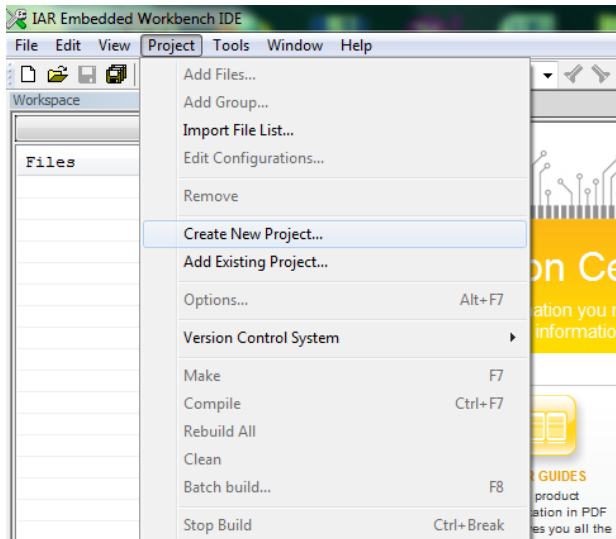 IAR Embedded Workbench IDE
File Edit View Project Tools Window Help
Workspace
Files
Add Files...
Add Group...
Import File List...
Edit Configurations...
Remove
Create New Project...
Add Existing Project...
Options... Alt+F7
Version Control System
Make F7
Compile Ctrl+F7
Rebuild All
Clean
Batch build... F8
Stop Build Ctrl+Break
on Ce
ation you
informatio
GUIDES
product
ation in PDF
es you all the